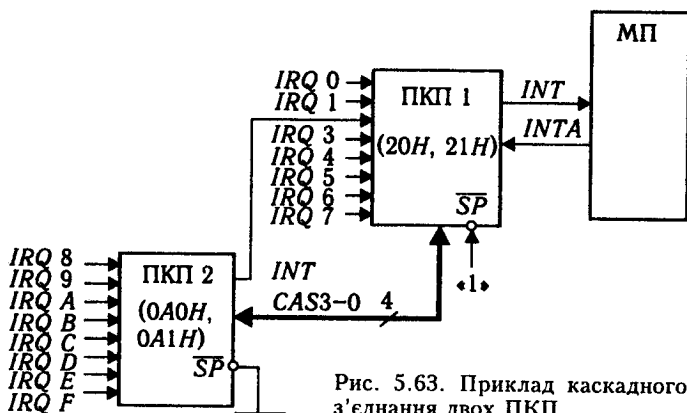 МП
IRQ 0
IRQ 1
IRQ 3
IRQ 4
IRQ 5
IRQ 6
IRQ 7
ПКП 1
(20H, 21H)
SP
INT
INTA
«1»
IRQ 8
IRQ 9
IRQ A
IRQ B
IRQ C
IRQ D
IRQ E
IRQ F
ПКП 2
(0A0H,
0A1H)
SP
INT
CAS3-0 4
Рис. 5.63. Приклад каскадного
з'єднання двох ПКП